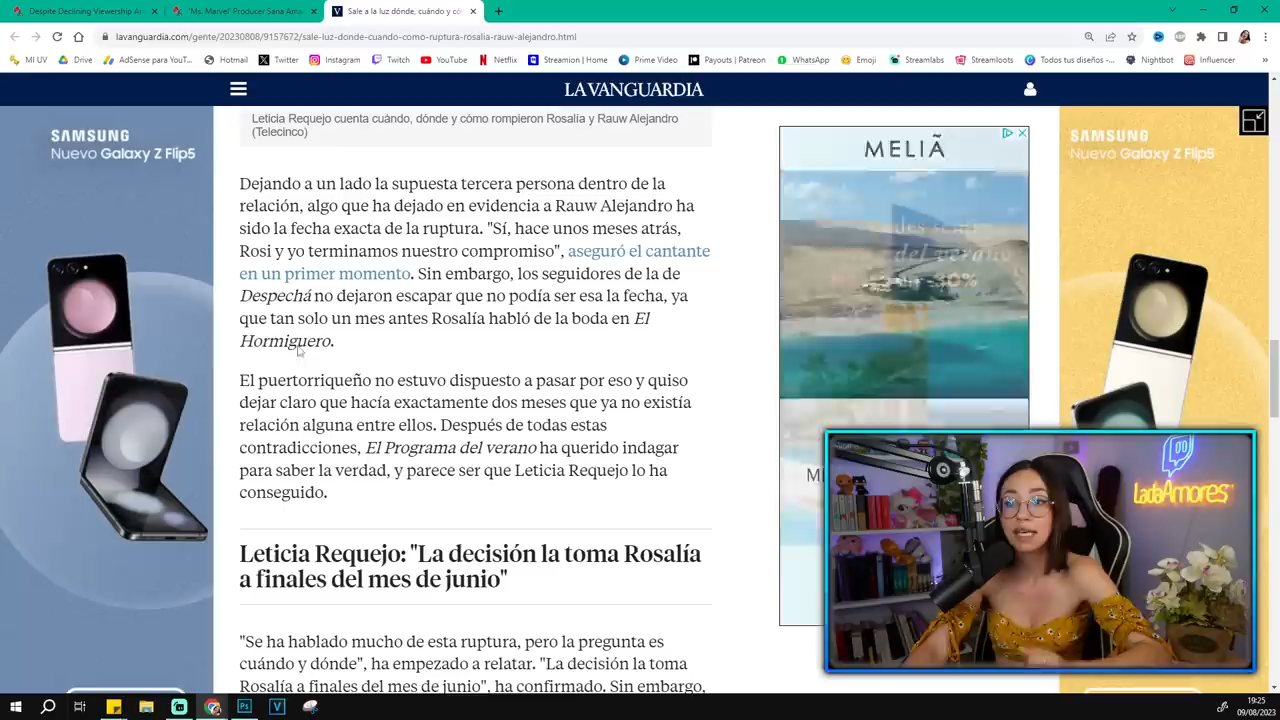 Despite Declining Viewership A
'Ms. Marvel' Producer Sana Ama
Sale a la luz dónde, cuándo y có
lavanguardia.com/gente/20230808/9157672/sale-luz-donde-cuando-como-ruptura-rosalia-rauw-alejandro.html
MI UV
Drive
AdSense para YouT...
Hotmail
Twitter
Instagram
Twitch
YouTube
Netflix
Streamion | Home
Prime Video
Payouts | Patreon
WhatsApp
Emoji
Streamlabs
Streamloots
Todos tus diseños -...
Nightbot
Influencer
LAVANGUARDIA
Leticia Requejo cuenta cuándo, dónde y cómo rompieron Rosalía y Rauw Alejandro
(Telecinco)
SAMSUNG
Nuevo Galaxy Z Flip5
Dejando a un lado la supuesta tercera persona dentro de la
relación, algo que ha dejado en evidencia a Rauw Alejandro ha
sido la fecha exacta de la ruptura. "Sí, hace unos meses atrás,
Rosi y yo terminamos nuestro compromiso", aseguró el cantante
en un primer momento. Sin embargo, los seguidores de la de
Despechá no dejaron escapar que no podía ser esa la fecha, ya
que tan solo un mes antes Rosalía habló de la boda en El
Hormiguero.
El puertorriqueño no estuvo dispuesto a pasar por eso y quiso
dejar claro que hacía exactamente dos meses que ya no existía
relación alguna entre ellos. Después de todas estas
contradicciones, El Programa del verano ha querido indagar
para saber la verdad, y parece ser que Leticia Requejo lo ha
conseguido.
Leticia Requejo: "La decisión la toma Rosalía
a finales del mes de junio"
"Se ha hablado mucho de esta ruptura, pero la pregunta es
cuándo y dónde", ha empezado a relatar. "La decisión la toma
Rosalía a finales del mes de junio", ha confirmado. Sin embargo,
MELIÃ
del verano
SAMSUNG
Nuevo Galaxy Z Flip5
LadaAmores
19:25
09/08/2023